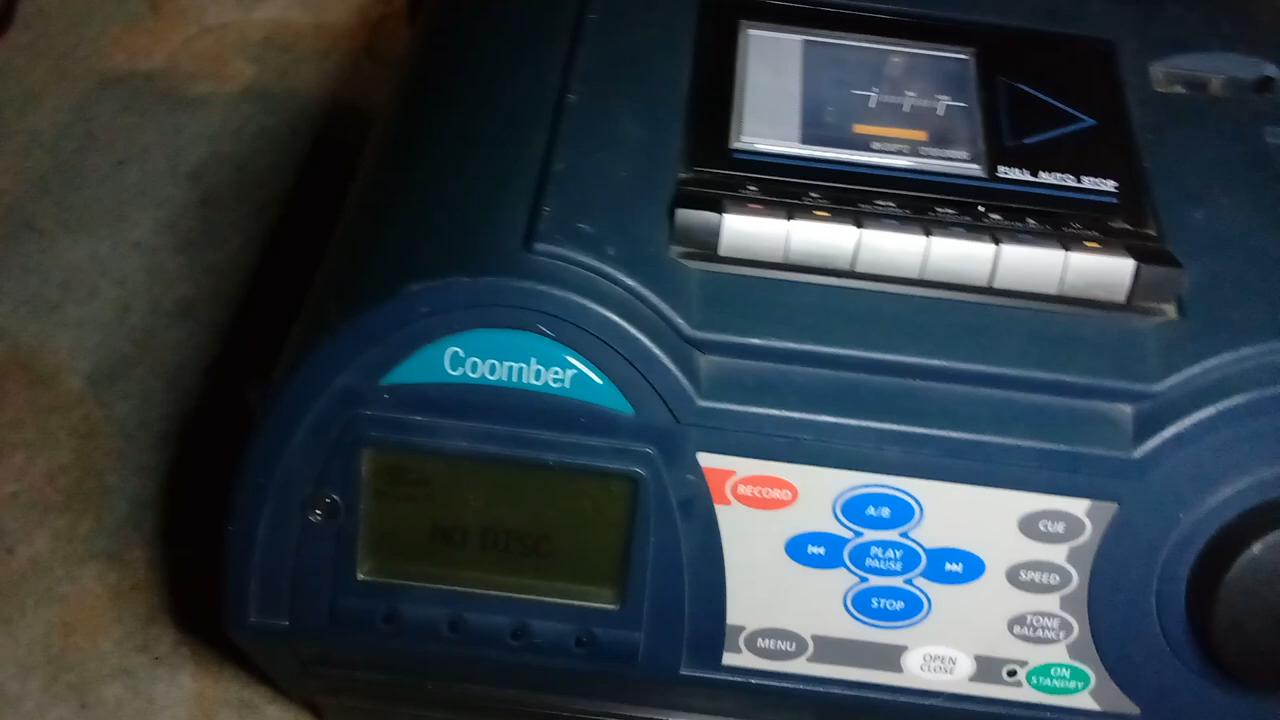 FULL AUTO STOP
Coomber
NO DISC
RECORD
A/B
CUE
PLAY
PAUSE
SPEED
STOP
TONE
BALANCE
MENU
OPEN
CLOSE
ON
STANDBY